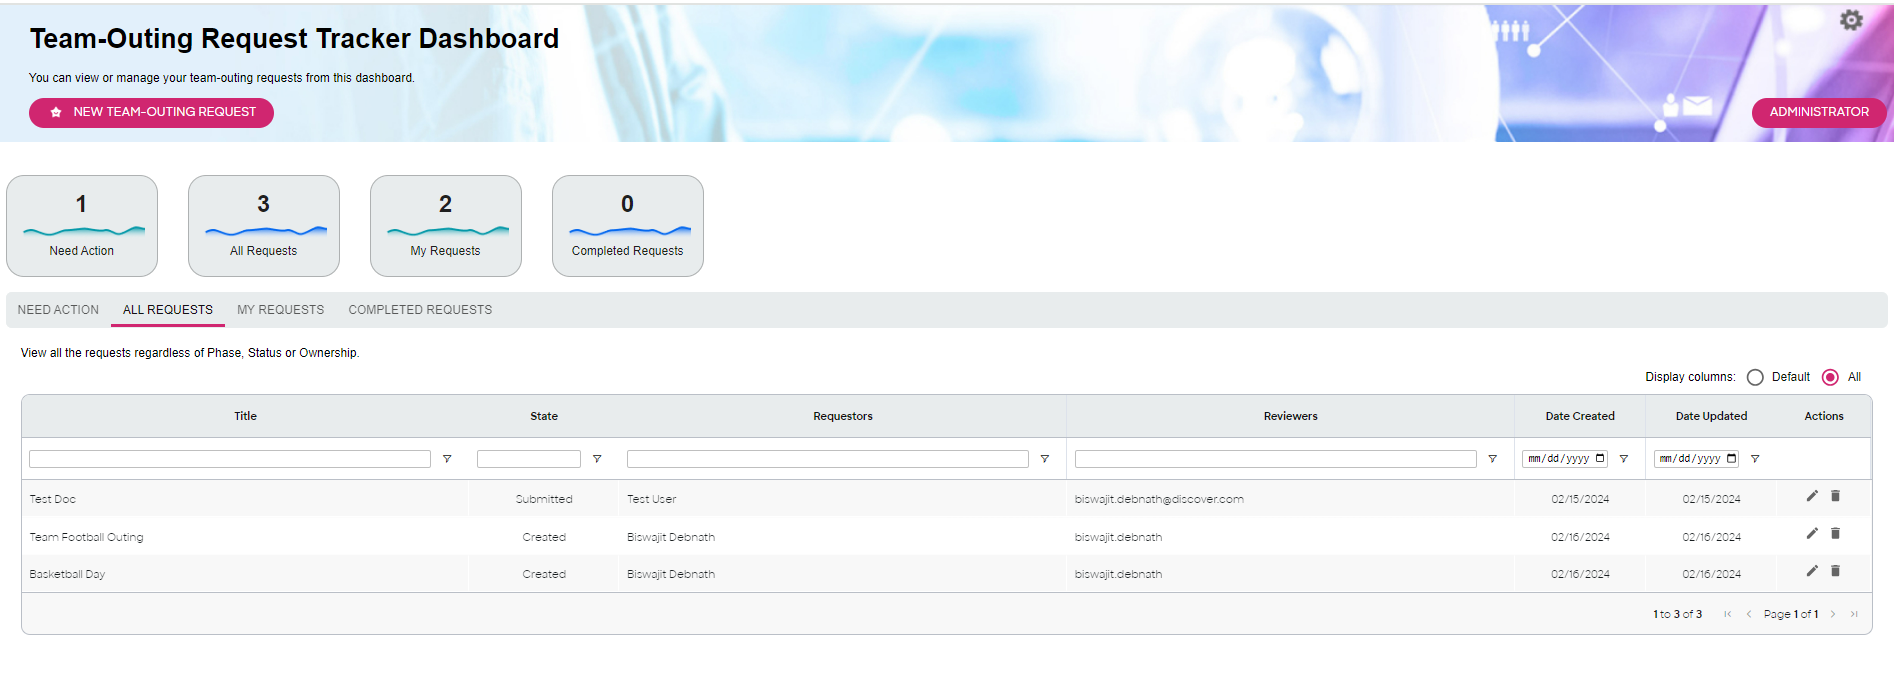 Team-Outing Request Tracker Dashboard
You can view or manage your team-outing requests from this dashboard.
NEW TEAM-OUTING REQUEST
ADMINISTRATOR
1
Need Action
3
All Requests
2
My Requests
0
Completed Requests
NEED ACTION ALL REQUESTS MY REQUESTS COMPLETED REQUESTS
View all the requests regardless of Phase, Status or Ownership.
Display columns: Default All
Title State Requestors Reviewers Date Created Date Updated Actions
mm/dd/yyyy mm/dd/yyyy
Test Doc Submitted Test User biswajit.debnath@discover.com 02/15/2024 02/15/2024
Team Football Outing Created Biswajit Debnath biswajit.debnath 02/16/2024 02/16/2024
Basketball Day Created Biswajit Debnath biswajit.debnath 02/16/2024 02/16/2024
1 to 3 of 3 Page 1 of 1